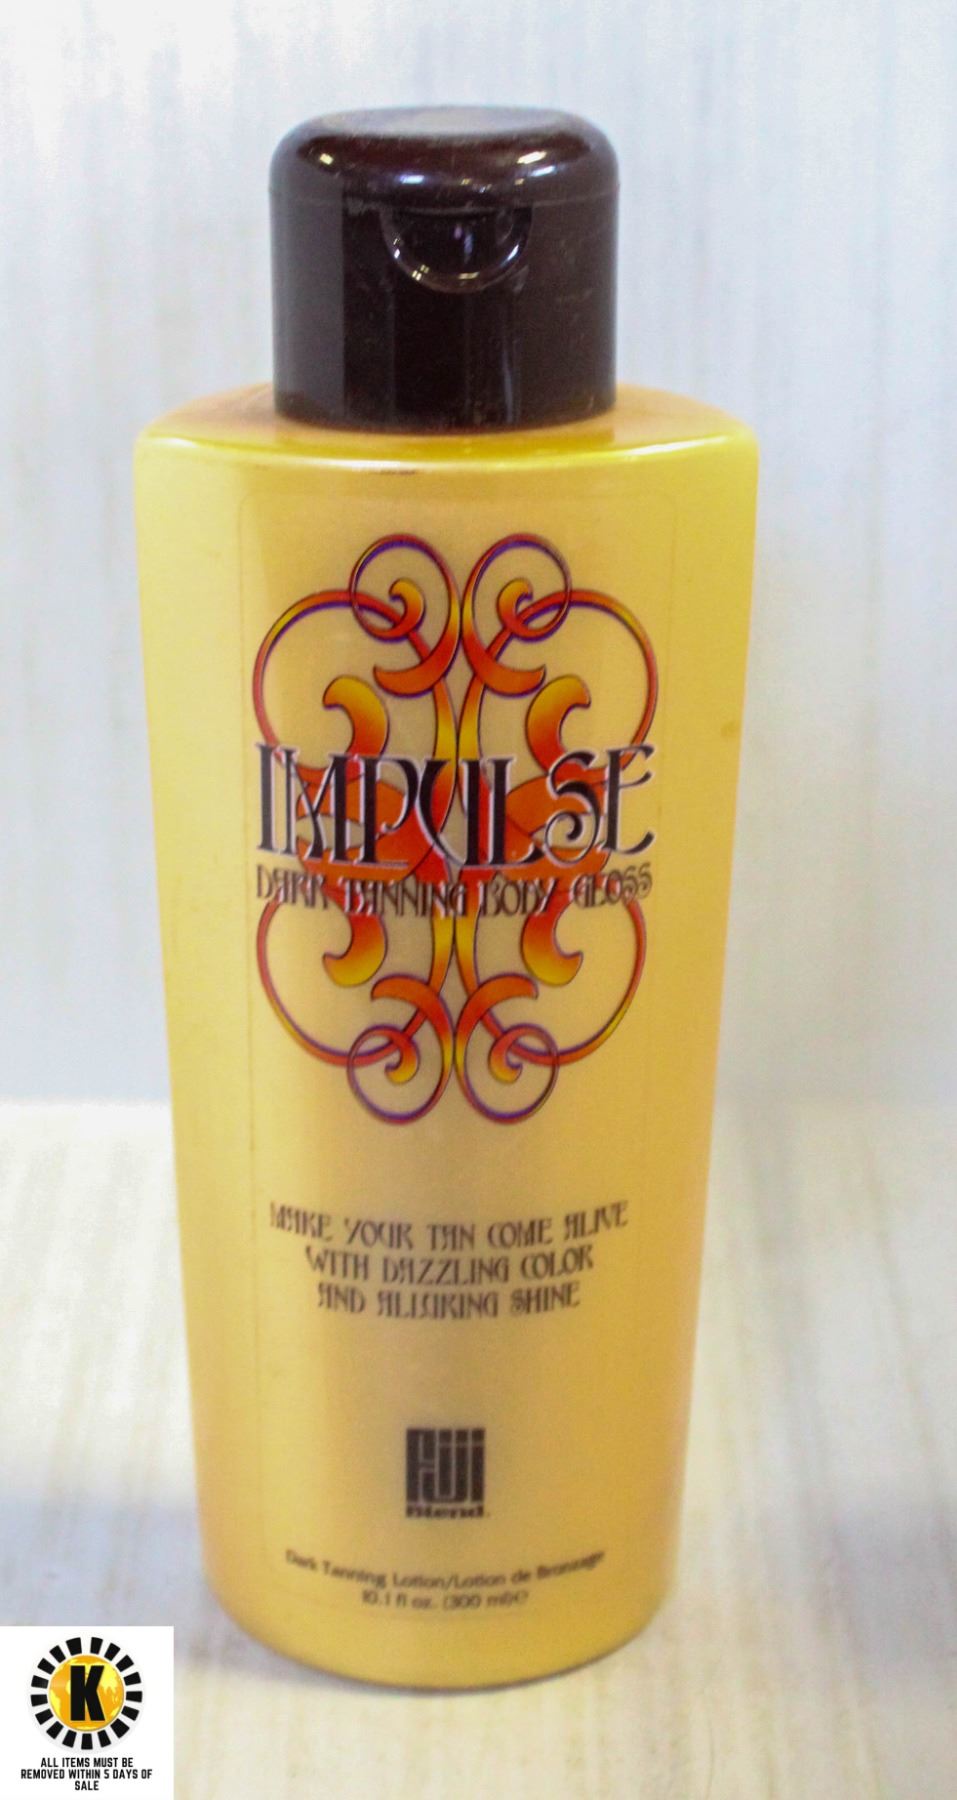 IMPULSE
DARK TANNING BODY GLOSS
MAKE YOUR TAN COME ALIVE
WITH DAZZLING COLOR
AND ALLURING SHINE
FIJI
Blend
Dark Tanning Lotion/Lotion de Bronzage
10.1 fl oz. (300 ml)℮
K
ALL ITEMS MUST BE
REMOVED WITHIN 5 DAYS OF
SALE